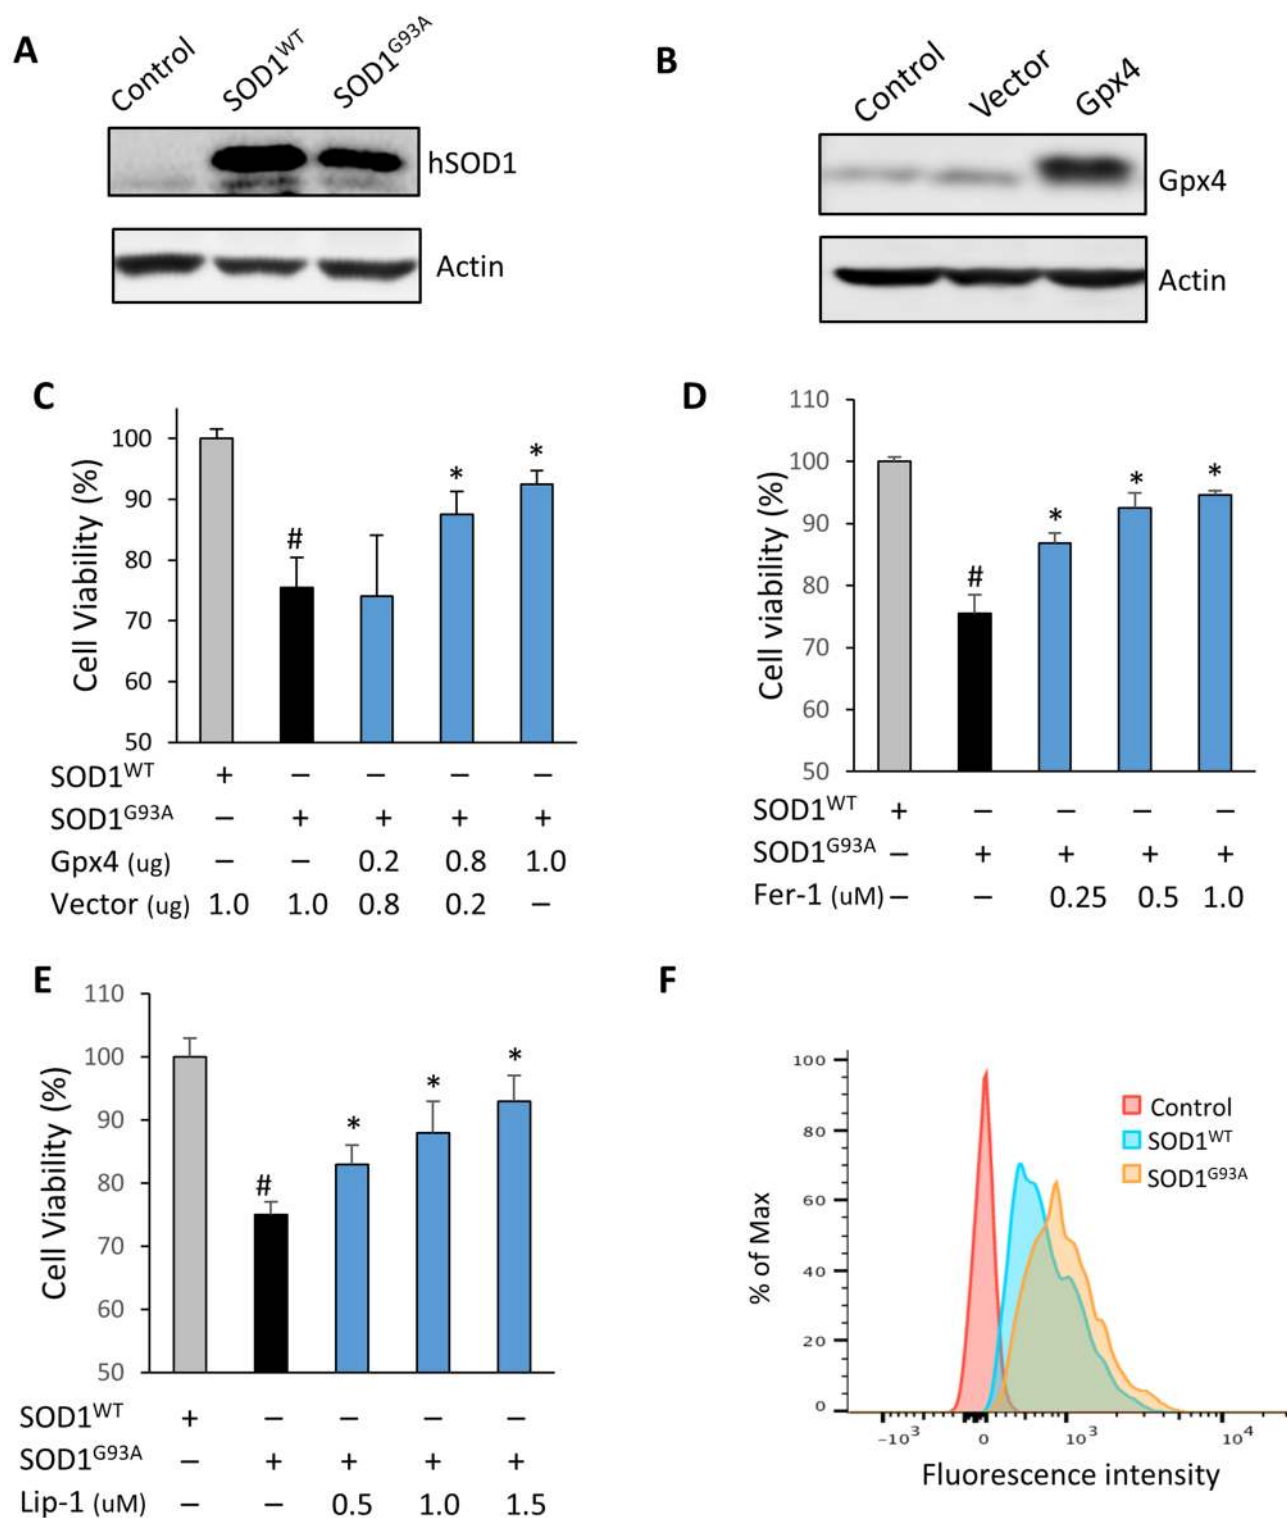 A
Control
SOD1WT
SOD1G93A
hSOD1
Actin
B
Control
Vector
Gpx4
Gpx4
Actin
C
Cell Viability (%)
100
90
80
70
60
50
#
*
*
SOD1WT + – – – –
SOD1G93A – + + + +
Gpx4 (ug) – – 0.2 0.8 1.0
Vector (ug) 1.0 1.0 0.8 0.2 –
D
Cell viability (%)
110
100
90
80
70
60
50
#
*
*
*
SOD1WT + – – – –
SOD1G93A – + + + +
Fer-1 (uM) – – 0.25 0.5 1.0
E
Cell Viability (%)
110
100
90
80
70
60
50
#
*
*
*
SOD1WT + – – – –
SOD1G93A – + + + +
Lip-1 (uM) – – 0.5 1.0 1.5
F
% of Max
100
80
60
40
20
0
Control
SOD1WT
SOD1G93A
–10³ 0 10³ 10⁴
Fluorescence intensity